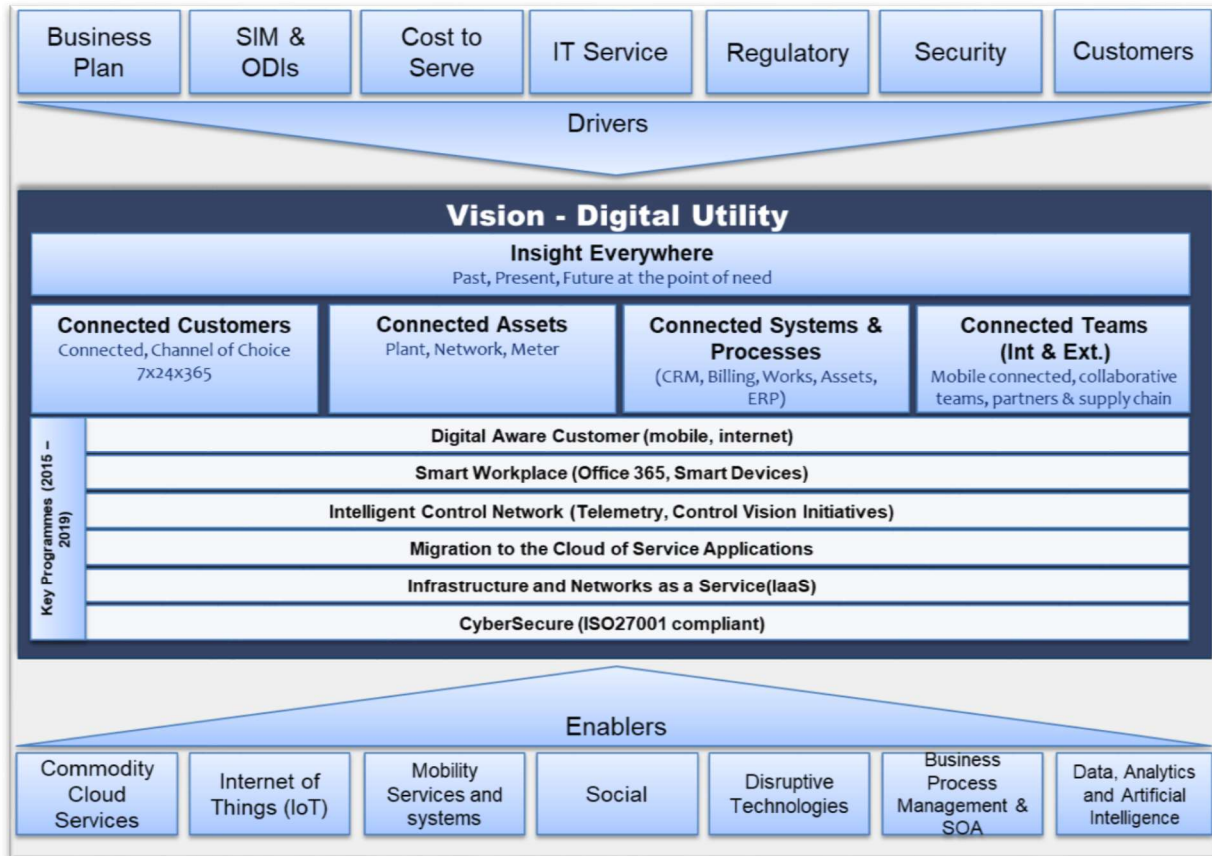 Business
Plan
SIM &
ODIs
Cost to
Serve
IT Service
Regulatory
Security
Customers
Drivers
Vision - Digital Utility
Insight Everywhere
Past, Present, Future at the point of need
Connected Customers
Connected, Channel of Choice
7x24x365
Connected Assets
Plant, Network, Meter
Connected Systems &
Processes
(CRM, Billing, Works, Assets,
ERP)
Connected Teams
(Int & Ext.)
Mobile connected, collaborative
teams, partners & supply chain
Key Programmes (2015 –
2019)
Digital Aware Customer (mobile, internet)
Smart Workplace (Office 365, Smart Devices)
Intelligent Control Network (Telemetry, Control Vision Initiatives)
Migration to the Cloud of Service Applications
Infrastructure and Networks as a Service(IaaS)
CyberSecure (ISO27001 compliant)
Enablers
Commodity
Cloud
Services
Internet of
Things (IoT)
Mobility
Services and
systems
Social
Disruptive
Technologies
Business
Process
Management &
SOA
Data, Analytics
and Artificial
Intelligence